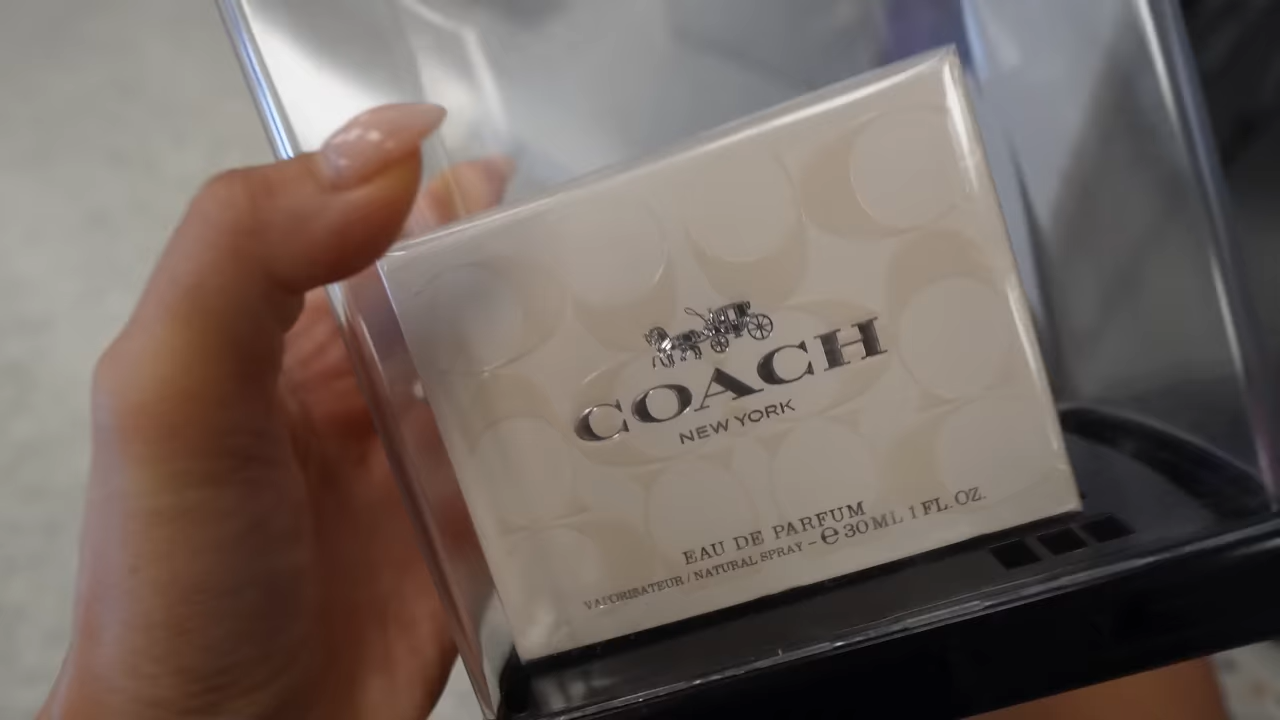 COACH
NEW YORK
EAU DE PARFUM
VAPORISATEUR / NATURAL SPRAY – ℮ 30 ML 1 FL. OZ.